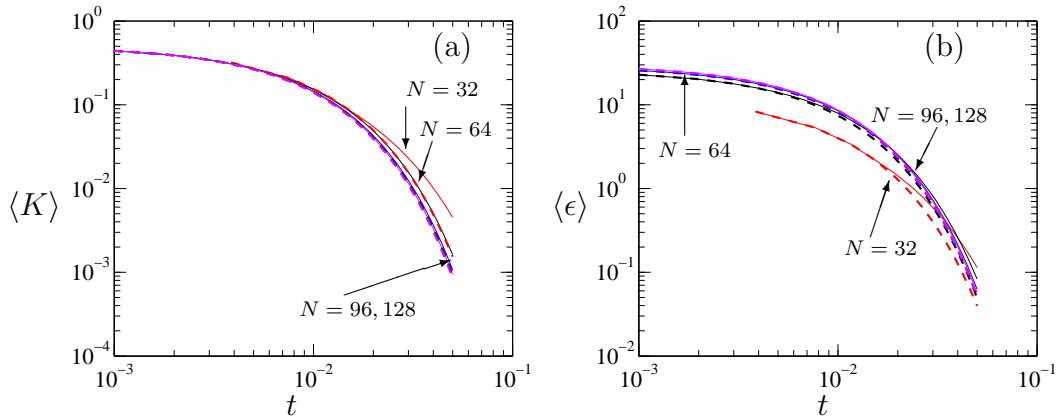 (a)
10^0
10^{-1}
10^{-2}
10^{-3}
10^{-4}
⟨K⟩
N = 32
N = 64
N = 96, 128
10^{-3}
10^{-2}
10^{-1}
t
(b)
10^2
10^1
10^0
10^{-1}
10^{-2}
⟨ϵ⟩
N = 96, 128
N = 64
N = 32
10^{-3}
10^{-2}
10^{-1}
t